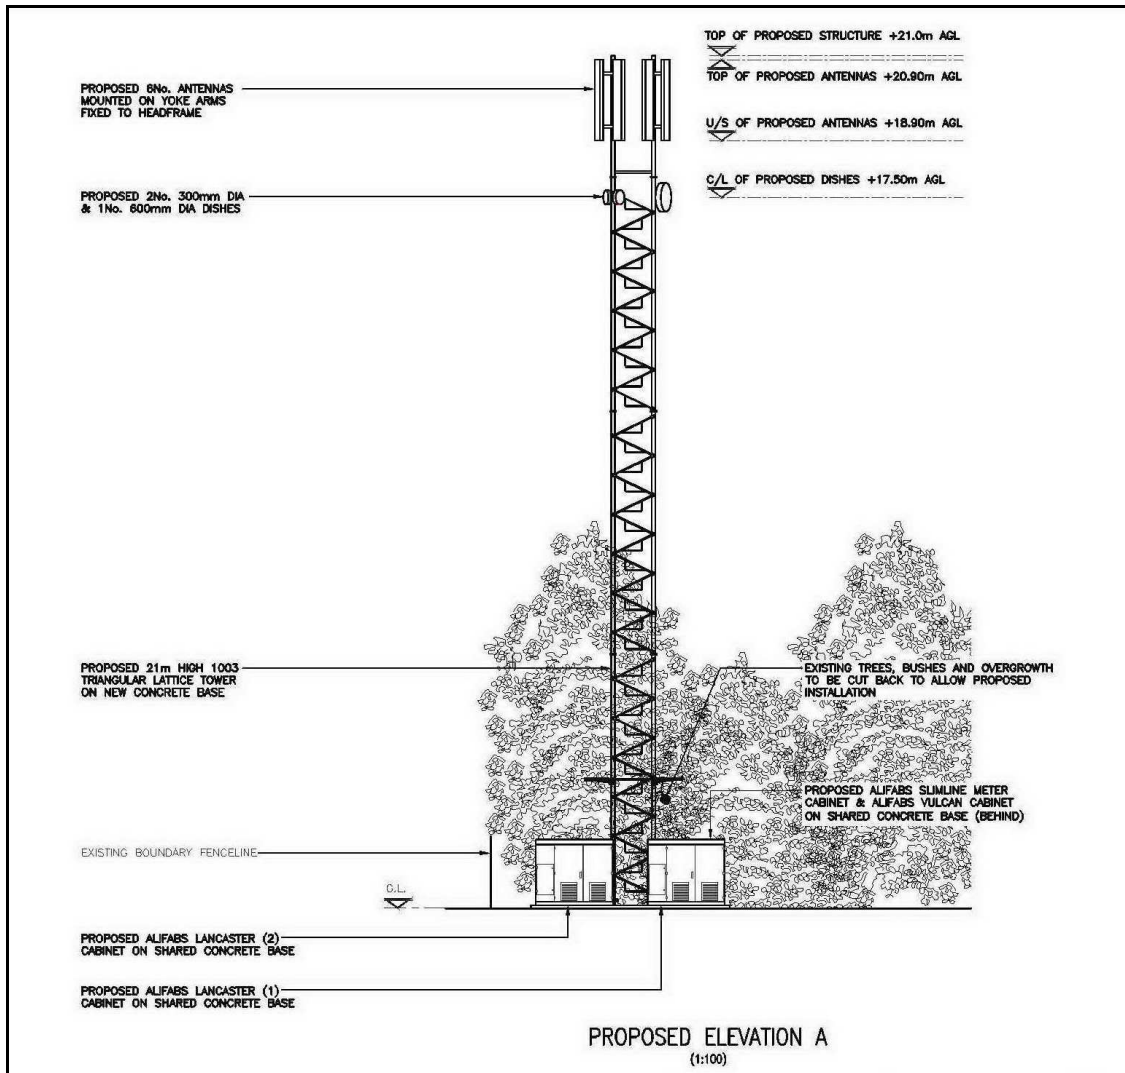 TOP OF PROPOSED STRUCTURE +21.0m AGL
TOP OF PROPOSED ANTENNAS +20.90m AGL
PROPOSED 6No. ANTENNAS
MOUNTED ON YOKE ARMS
FIXED TO HEADFRAME
U/S OF PROPOSED ANTENNAS +18.90m AGL
C/L OF PROPOSED DISHES +17.50m AGL
PROPOSED 2No. 300mm DIA
& 1No. 600mm DIA DISHES
PROPOSED 21m HIGH 1003
TRIANGULAR LATTICE TOWER
ON NEW CONCRETE BASE
EXISTING TREES, BUSHES AND OVERGROWTH
TO BE CUT BACK TO ALLOW PROPOSED
INSTALLATION
PROPOSED ALIFABS SLIMLINE METER
CABINET & ALIFABS VULCAN CABINET
ON SHARED CONCRETE BASE (BEHIND)
EXISTING BOUNDARY FENCELINE
G.L.
PROPOSED ALIFABS LANCASTER (2)
CABINET ON SHARED CONCRETE BASE
PROPOSED ALIFABS LANCASTER (1)
CABINET ON SHARED CONCRETE BASE
PROPOSED ELEVATION A
(1:100)